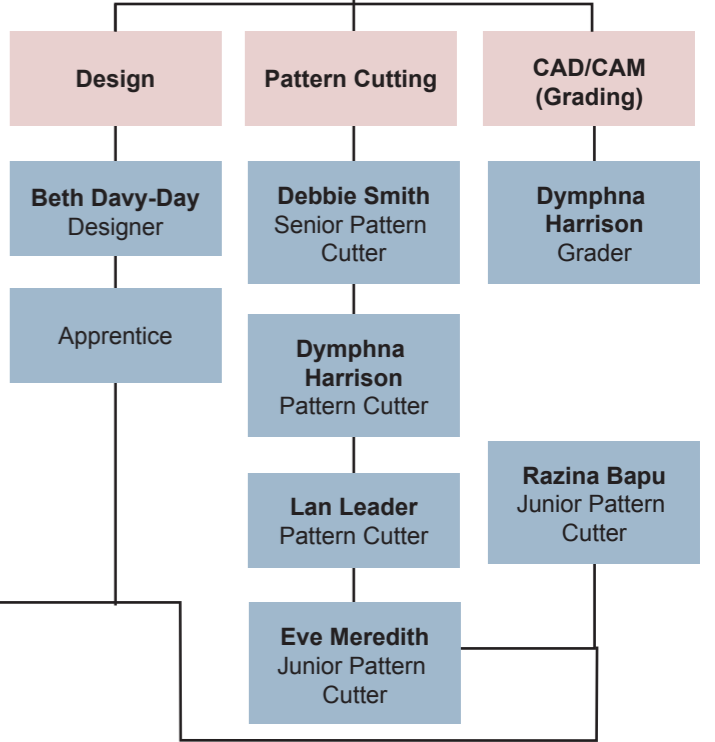 Design
Pattern Cutting
CAD/CAM
(Grading)
Beth Davy-Day
Designer
Debbie Smith
Senior Pattern
Cutter
Dymphna
Harrison
Grader
Apprentice
Dymphna
Harrison
Pattern Cutter
Lan Leader
Pattern Cutter
Razina Bapu
Junior Pattern
Cutter
Eve Meredith
Junior Pattern
Cutter